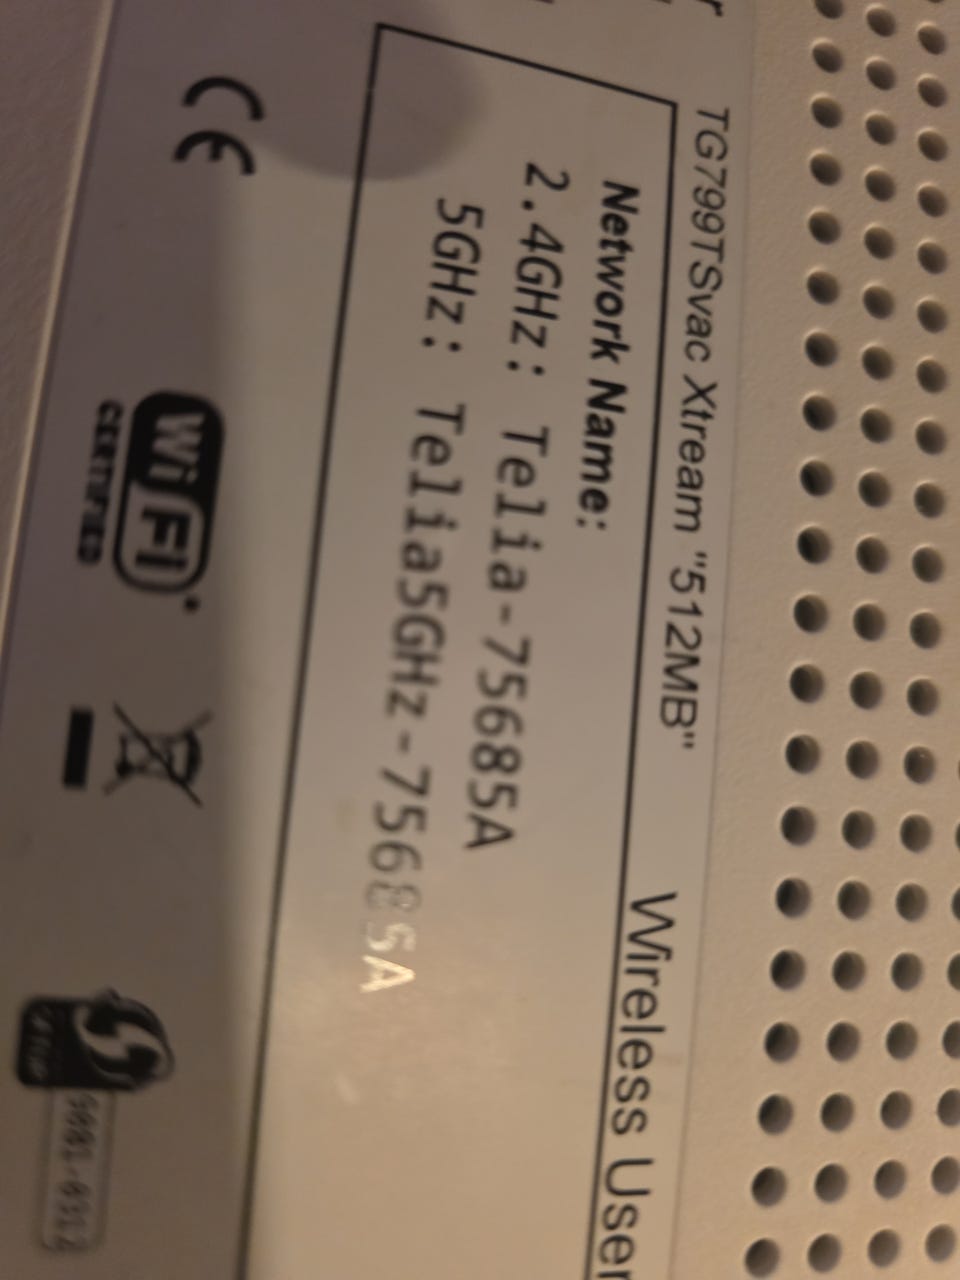 TG799TSvac Xtream "512MB"
Wireless User
Network Name:
2.4GHz: Telia-75685A
5GHz: Telia5GHz-75685A
CE
Wi Fi
CERTIFIED